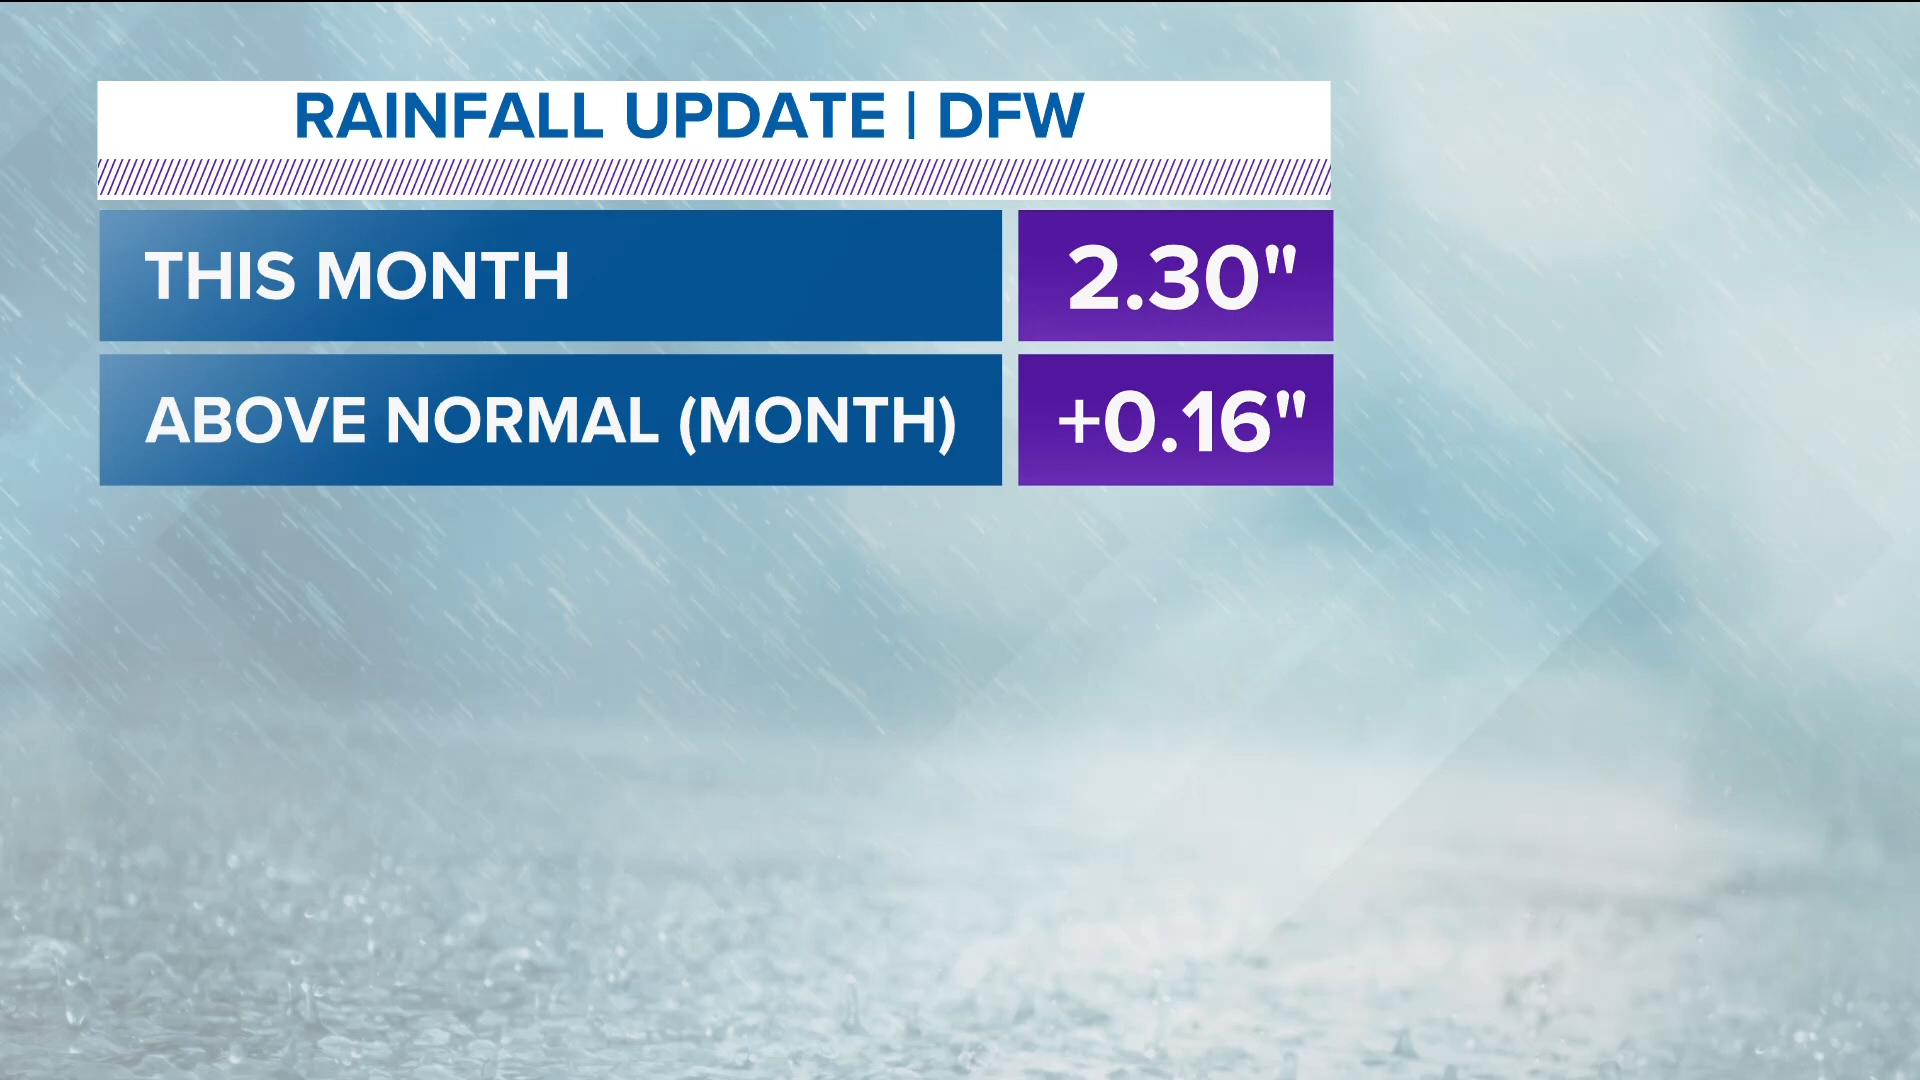 RAINFALL UPDATE | DFW
THIS MONTH 2.30"
ABOVE NORMAL (MONTH) +0.16"